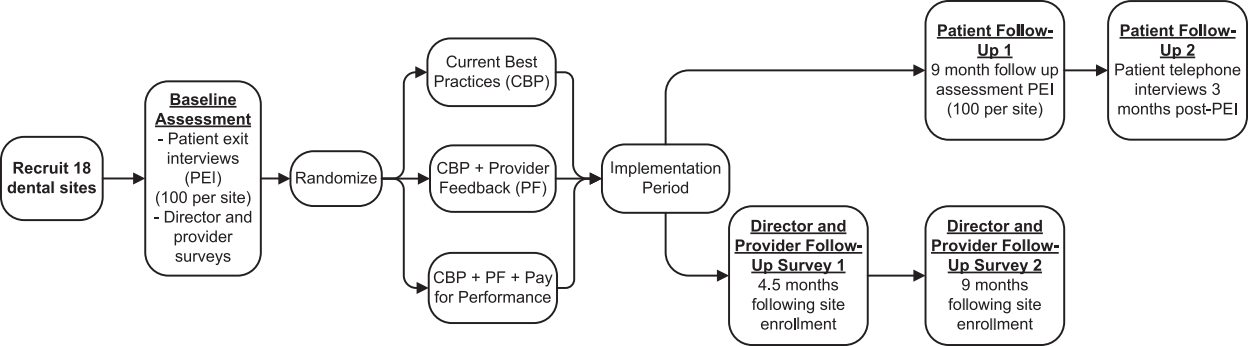 Recruit 18
dental sites
Baseline
Assessment
- Patient exit
interviews
(PEI)
(100 per site)
- Director and
provider
surveys
Randomize
Current Best
Practices (CBP)
CBP + Provider
Feedback (PF)
CBP + PF + Pay
for Performance
Implementation
Period
Patient Follow-
Up 1
9 month follow up
assessment PEI
(100 per site)
Patient Follow-
Up 2
Patient telephone
interviews 3
months post-PEI
Director and
Provider Follow-
Up Survey 1
4.5 months
following site
enrollment
Director and
Provider Follow-
Up Survey 2
9 months
following site
enrollment